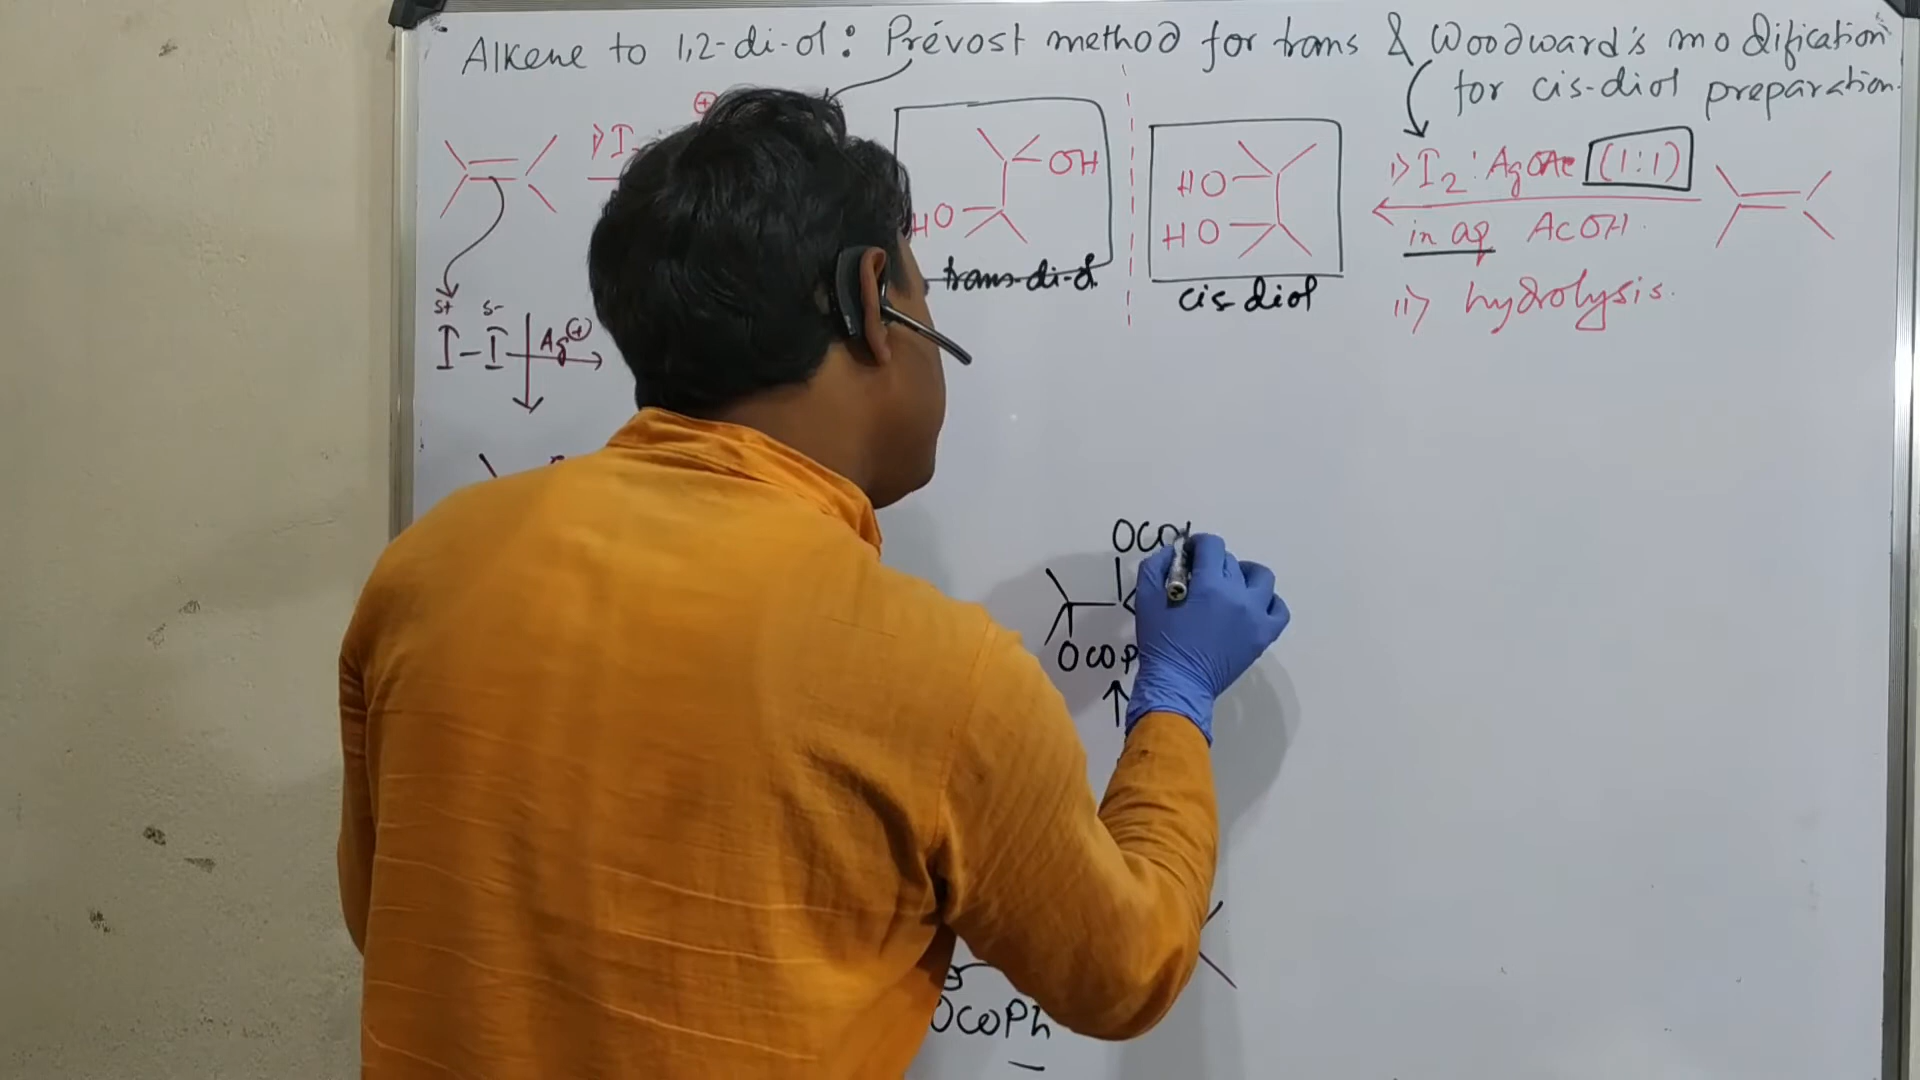 Alkene to 1,2-di-ol: Prévost method for trans & Woodward's modification
for cis-diol preparation.
i) I
⊕
OH
HO
trans-di-ol
HO
HO
cis diol
i) I2 : AgOAc (1:1)
in aq AcOH.
ii) hydrolysis.
δ+ δ-
I-I Ag⊕
OCO
OCOP
OCOPh